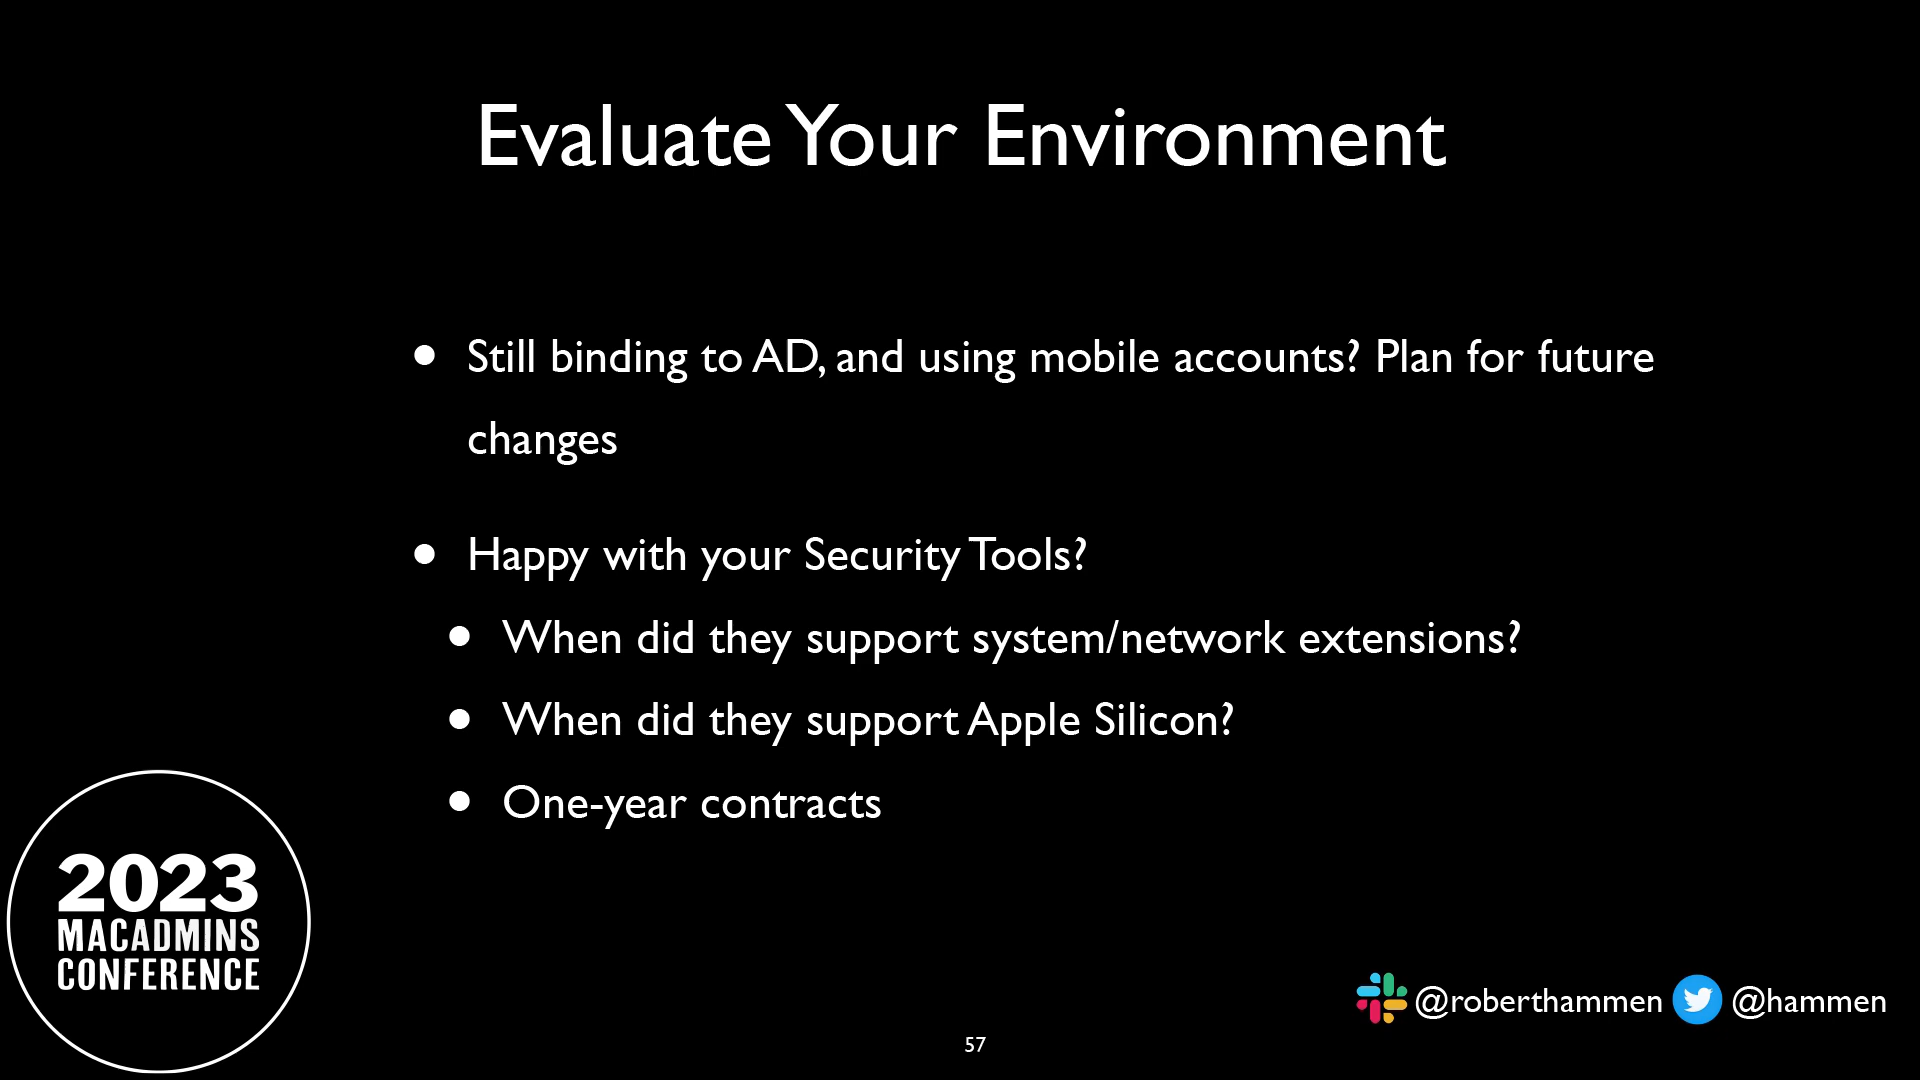 Evaluate Your Environment
• Still binding to AD, and using mobile accounts? Plan for future
changes
• Happy with your Security Tools?
• When did they support system/network extensions?
• When did they support Apple Silicon?
• One-year contracts
2023
MACADMINS
CONFERENCE
@roberthammen @hammen
57